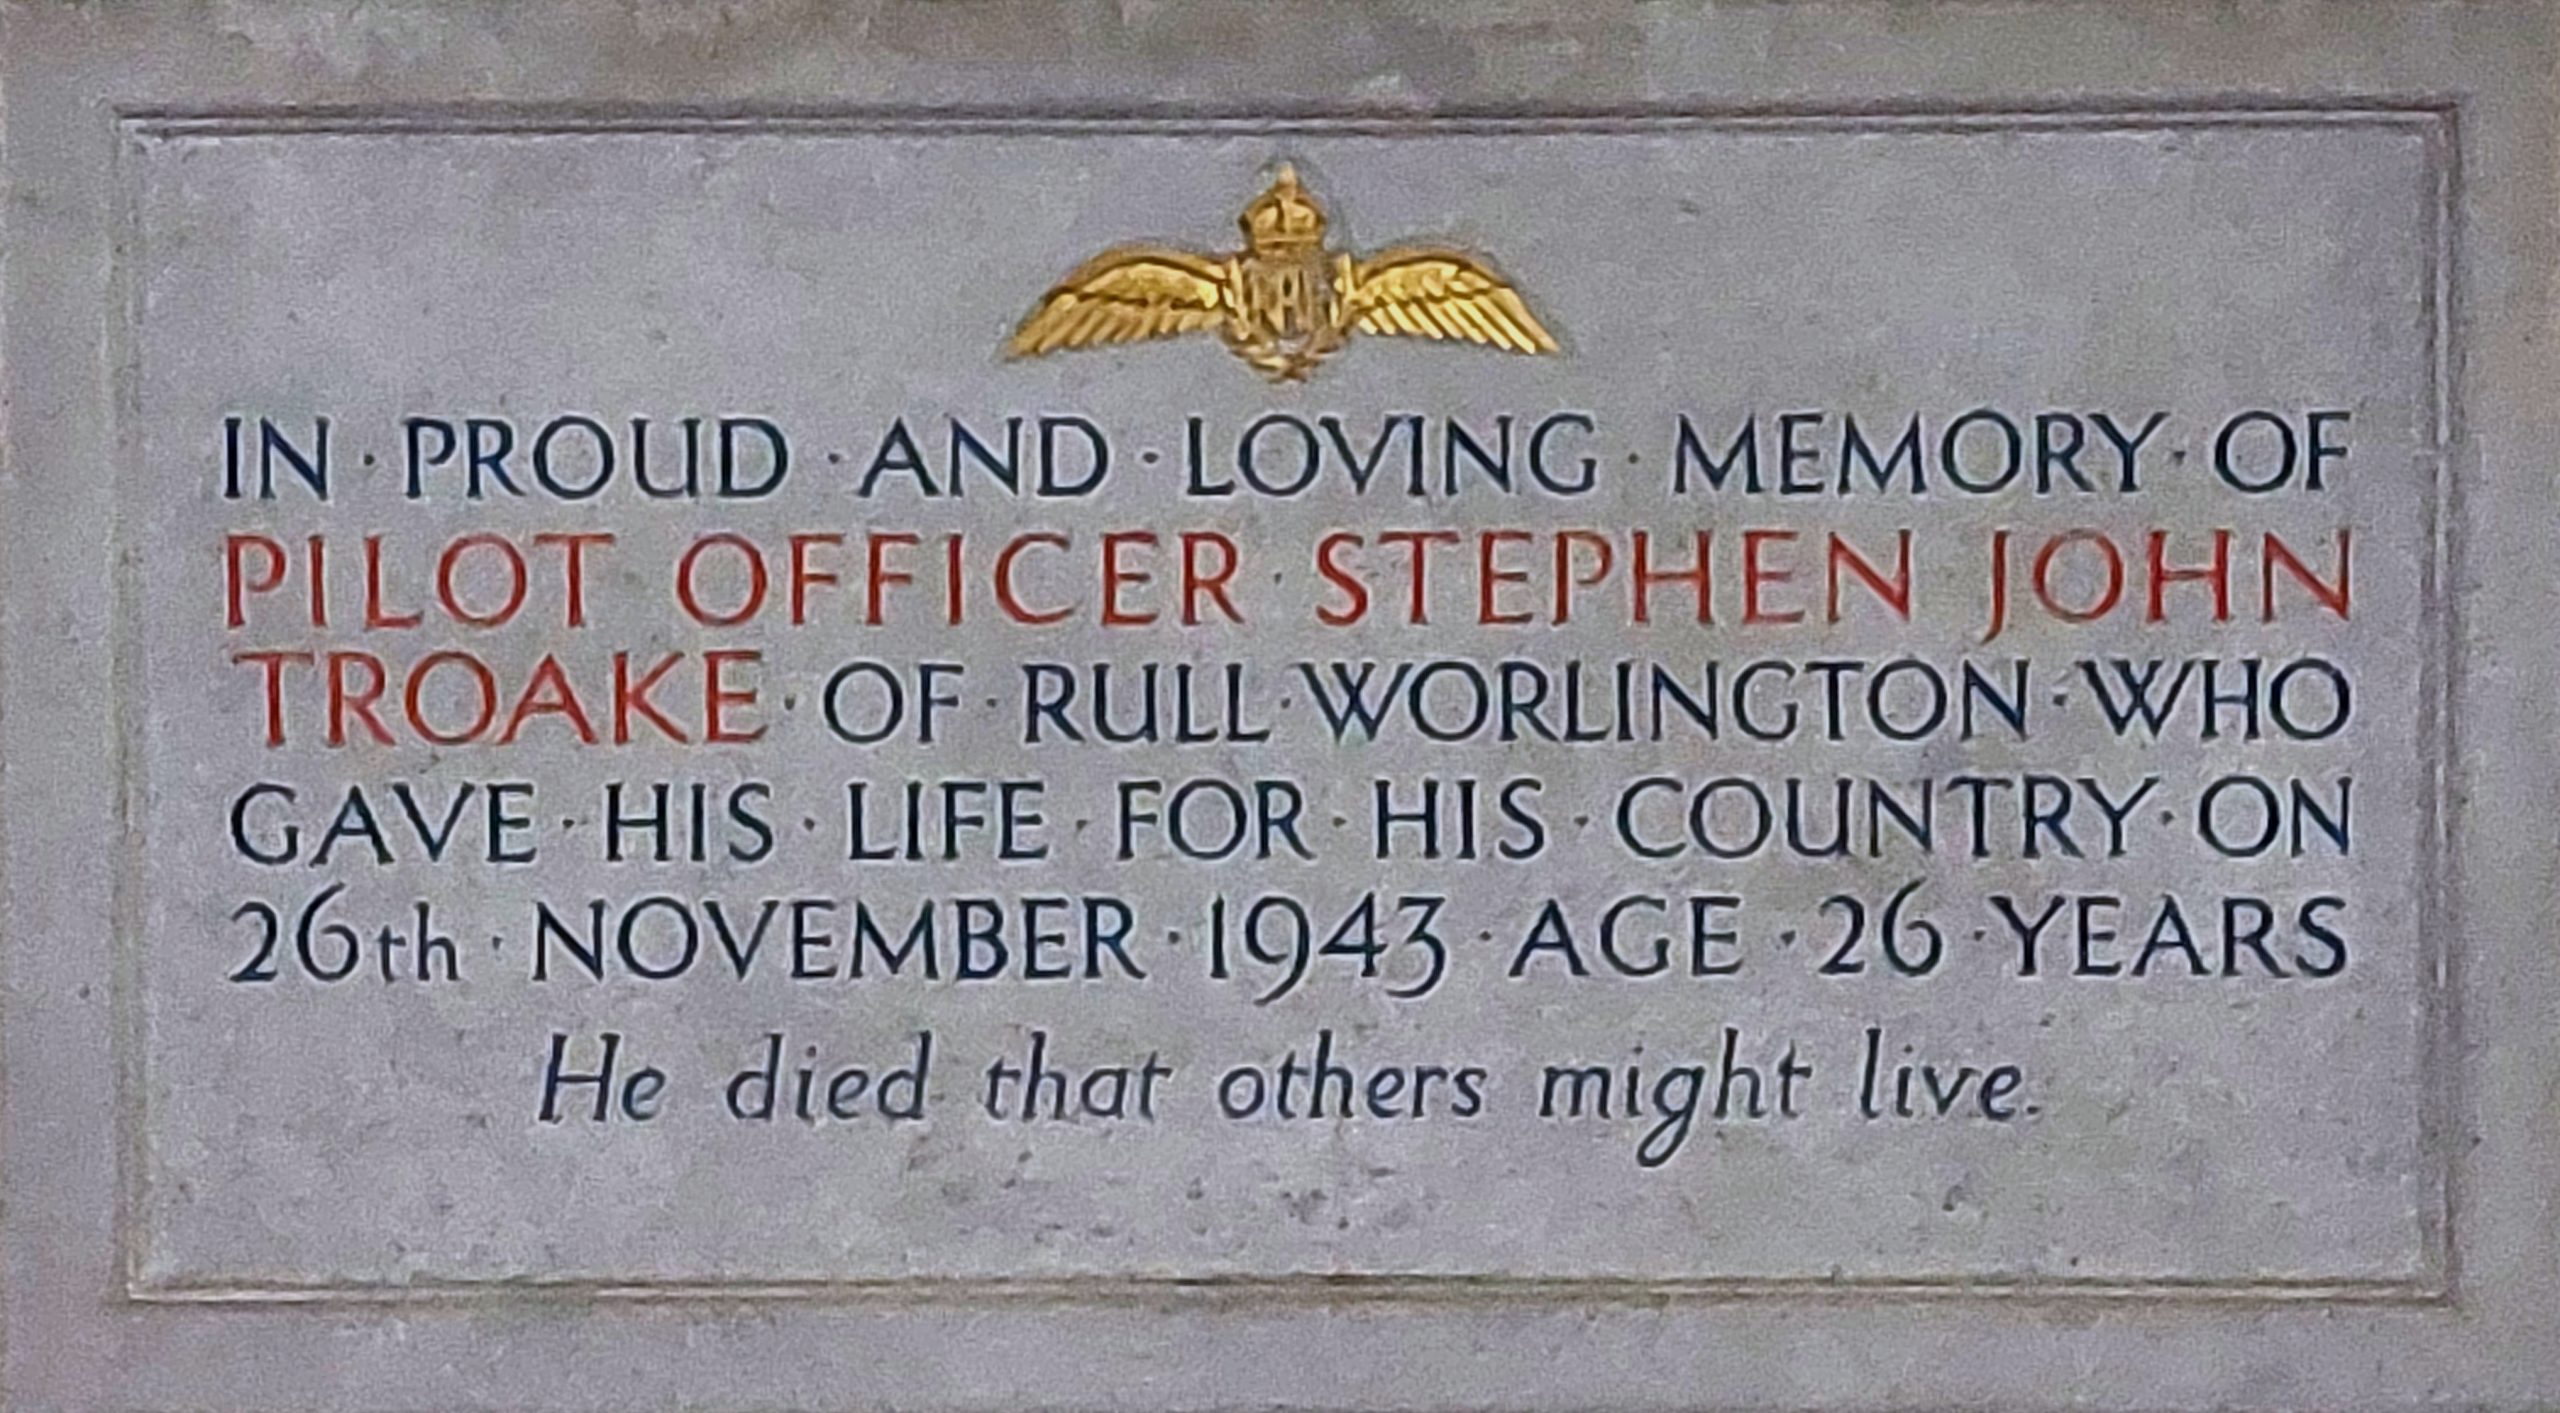 IN · PROUD · AND · LOVING · MEMORY · OF
PILOT OFFICER · STEPHEN JOHN
TROAKE · OF · RULL · WORLINGTON · WHO
GAVE · HIS · LIFE · FOR · HIS · COUNTRY · ON
26th · NOVEMBER · 1943 · AGE · 26 · YEARS
He died that others might live.